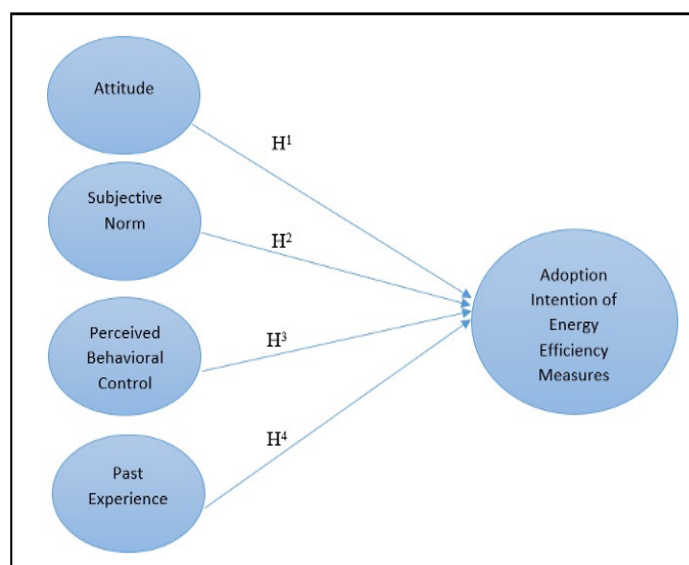 Attitude
H¹
Subjective
Norm
H²
Adoption
Intention of
Energy
Efficiency
Measures
Perceived
Behavioral
Control
H³
Past
Experience
H⁴